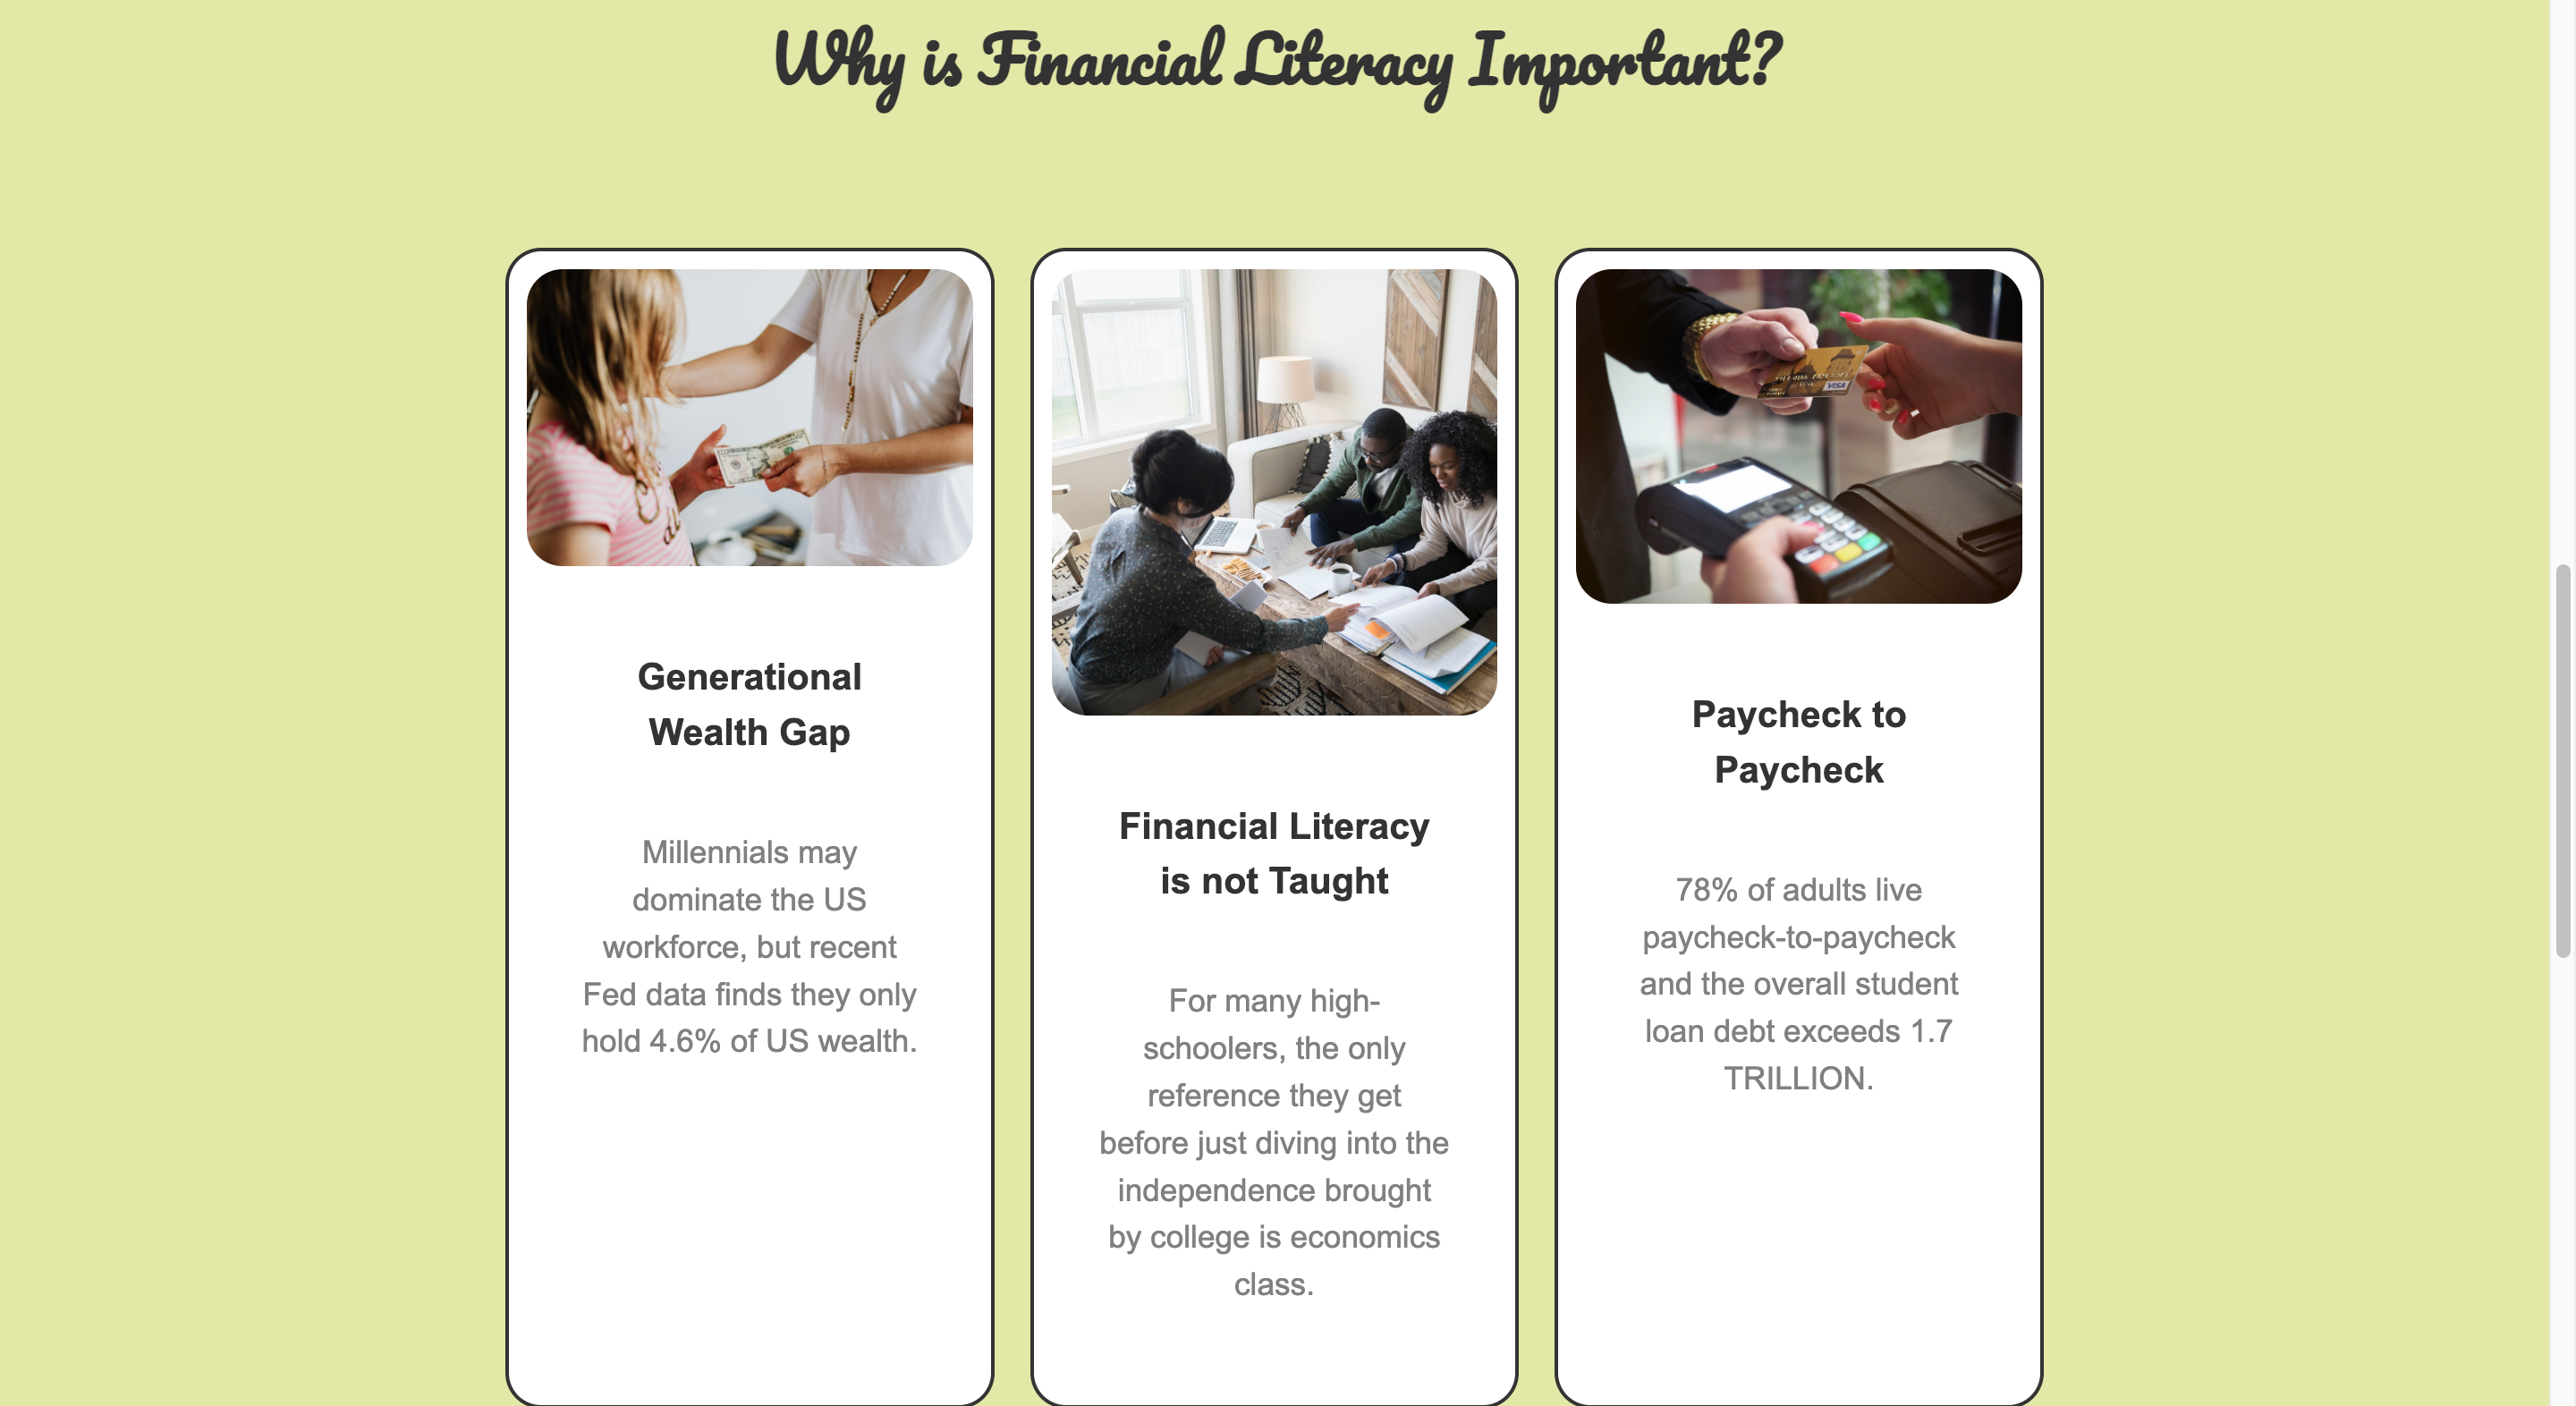 Why is Financial Literacy Important?
Generational
Wealth Gap
Millennials may
dominate the US
workforce, but recent
Fed data finds they only
hold 4.6% of US wealth.
Financial Literacy
is not Taught
For many high-
schoolers, the only
reference they get
before just diving into the
independence brought
by college is economics
class.
VISA
Paycheck to
Paycheck
78% of adults live
paycheck-to-paycheck
and the overall student
loan debt exceeds 1.7
TRILLION.